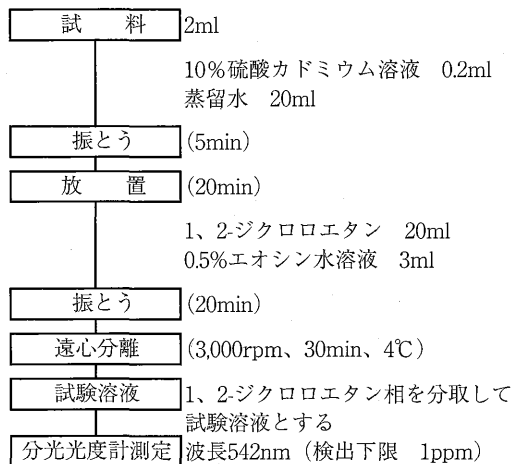 試　料 2ml
10%硫酸カドミウム溶液　0.2ml
蒸留水　20ml
振とう (5min)
放　置 (20min)
1、2-ジクロロエタン　20ml
0.5%エオシン水溶液　3ml
振とう (20min)
遠心分離 (3,000rpm、30min、4℃)
試験溶液 1、2-ジクロロエタン相を分取して
試験溶液とする
分光光度計測定 波長542nm（検出下限　1ppm）